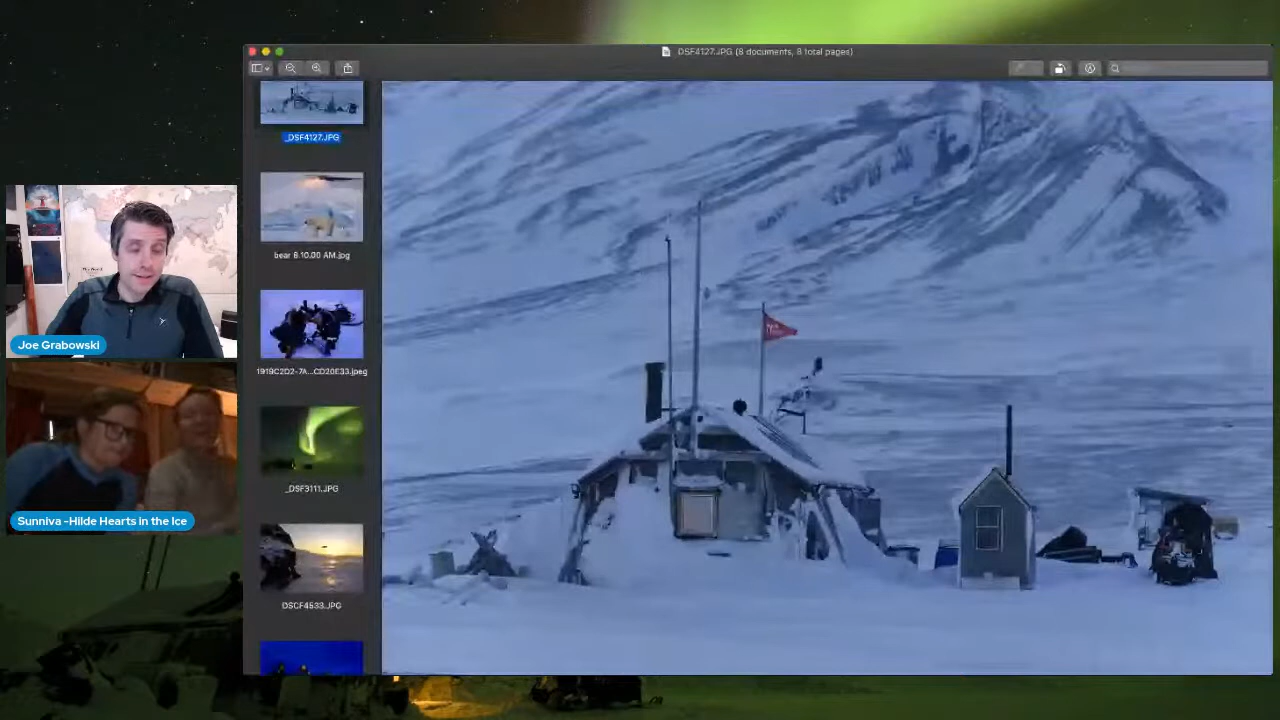 DSF4127.JPG (8 documents, 8 total pages)
_DSF4127.JPG
bear 8.10.00 AM.jpg
1919C2D2-7A...CD20E33.jpeg
_DSF3111.JPG
DSCF4533.JPG
Joe Grabowski
Sunniva -Hilde Hearts in the Ice